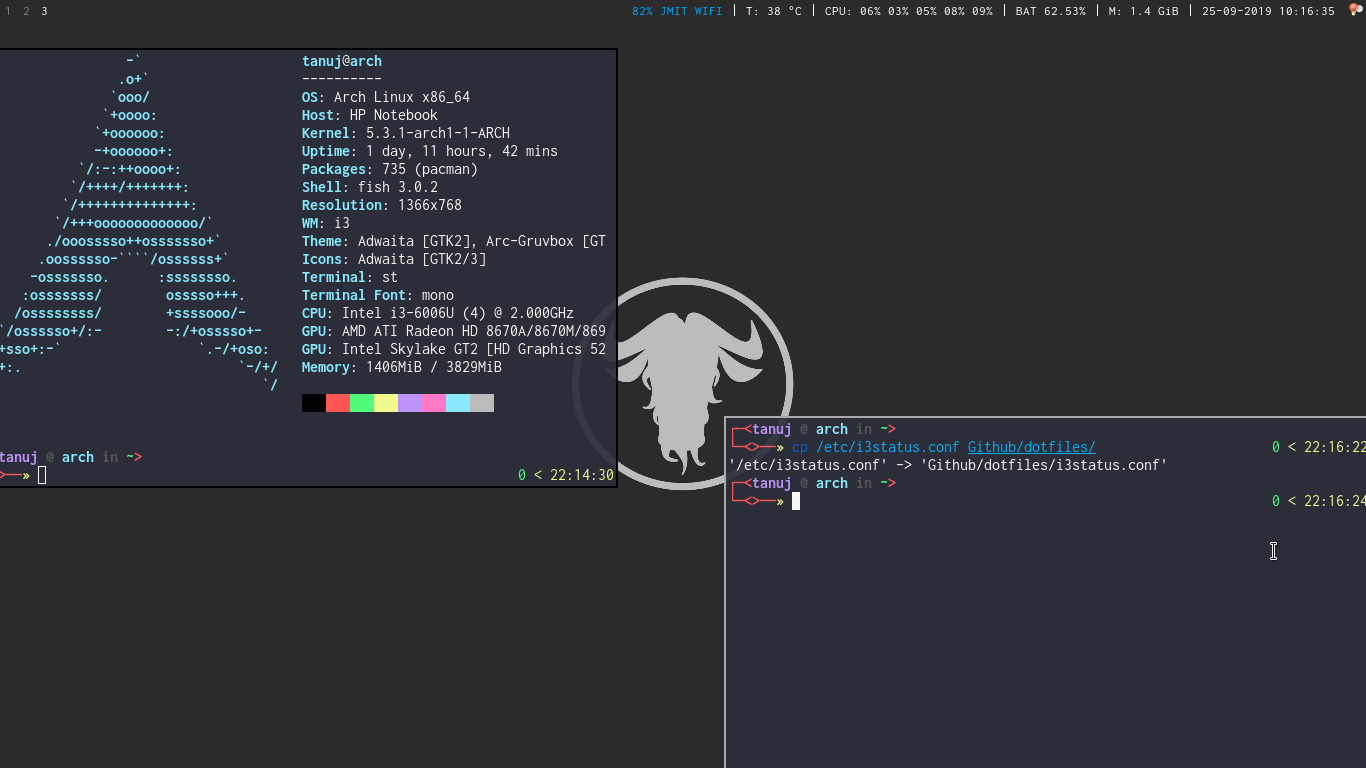 1 2 3
82% JMIT WIFI | T: 38 °C | CPU: 06% 03% 05% 08% 09% | BAT 62.53% | M: 1.4 GiB | 25-09-2019 10:16:35
-`
.o+`
`ooo/
`+oooo:
`+oooooo:
-+oooooo+:
`/:-:++oooo+:
`/++++/+++++++:
`/++++++++++++++:
`/+++ooooooooooooo/`
./ooosssso++osssssso+`
.oossssso-````/ossssss+`
-osssssso.      :ssssssso.
:osssssss/        osssso+++.
/ossssssss/        +ssssooo/-
`/ossssso+/:-        -:/+osssso+-
+sso+:-`                 `.-/+oso:
+:.                           `-/+/
`/
tanuj@arch
----------
OS: Arch Linux x86_64
Host: HP Notebook
Kernel: 5.3.1-arch1-1-ARCH
Uptime: 1 day, 11 hours, 42 mins
Packages: 735 (pacman)
Shell: fish 3.0.2
Resolution: 1366x768
WM: i3
Theme: Adwaita [GTK2], Arc-Gruvbox [GT
Icons: Adwaita [GTK2/3]
Terminal: st
Terminal Font: mono
CPU: Intel i3-6006U (4) @ 2.000GHz
GPU: AMD ATI Radeon HD 8670A/8670M/869
GPU: Intel Skylake GT2 [HD Graphics 52
Memory: 1406MiB / 3829MiB
tanuj @ arch in ~>
>──» 0 < 22:14:30
┌─<tanuj @ arch in ~>
└─<>──» cp /etc/i3status.conf Github/dotfiles/ 0 < 22:16:22
'/etc/i3status.conf' -> 'Github/dotfiles/i3status.conf'
┌─<tanuj @ arch in ~>
└─<>──» 0 < 22:16:24